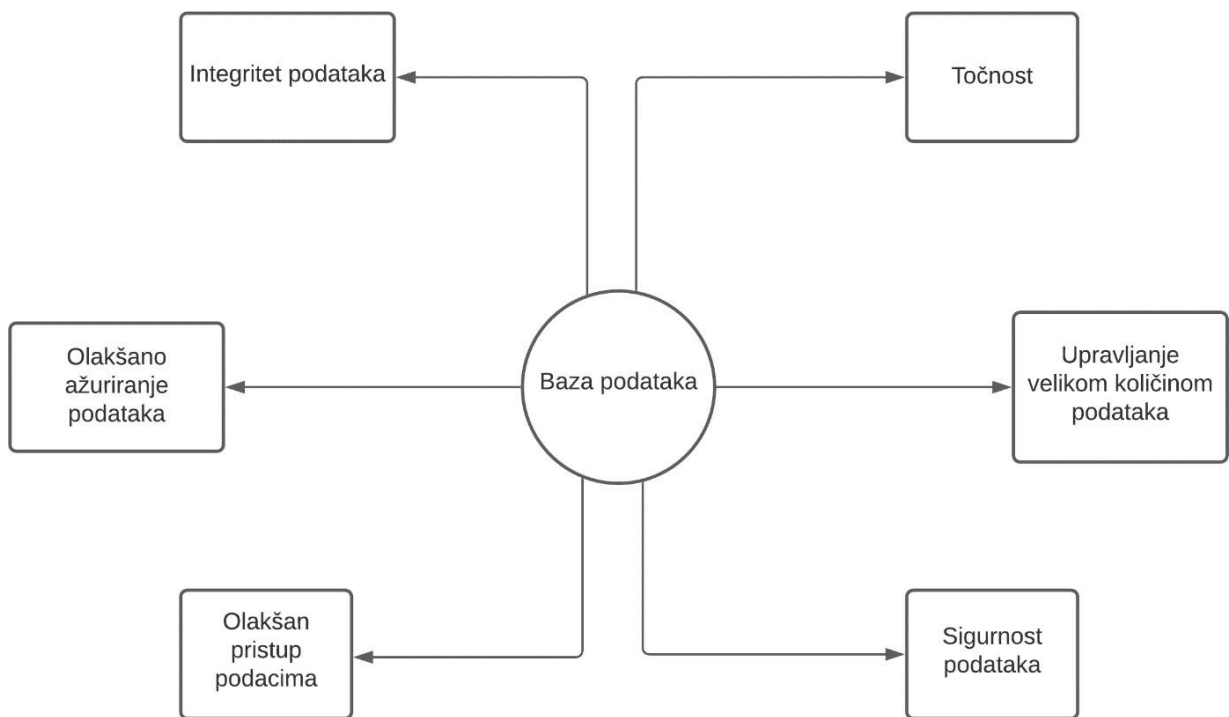 Integritet podataka
Točnost
Olakšano
ažuriranje
podataka
Baza podataka
Upravljanje
velikom količinom
podataka
Olakšan
pristup
podacima
Sigurnost
podataka